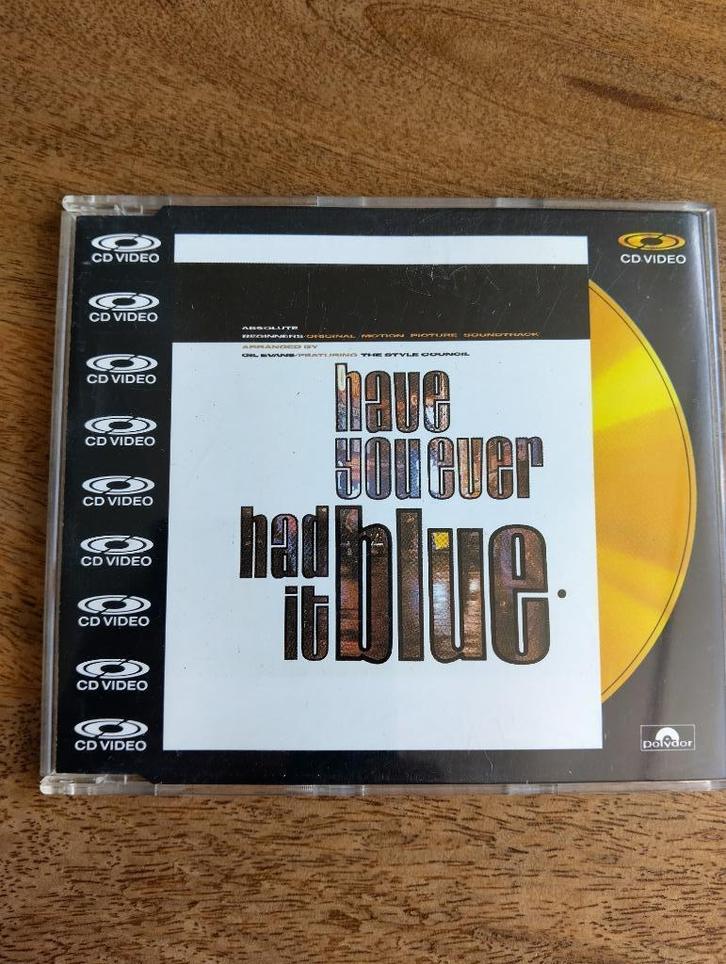 CD VIDEO
CD VIDEO
CD VIDEO
CD VIDEO
CD VIDEO
CD VIDEO
CD VIDEO
CD VIDEO
CD VIDEO
CD VIDEO
ABSOLUTE
BEGINNERS/ORIGINAL MOTION PICTURE SOUNDTRACK
ARRANGED BY
GIL EVANS/FEATURING THE STYLE COUNCIL
have
you ever
had blue.
it
polydor